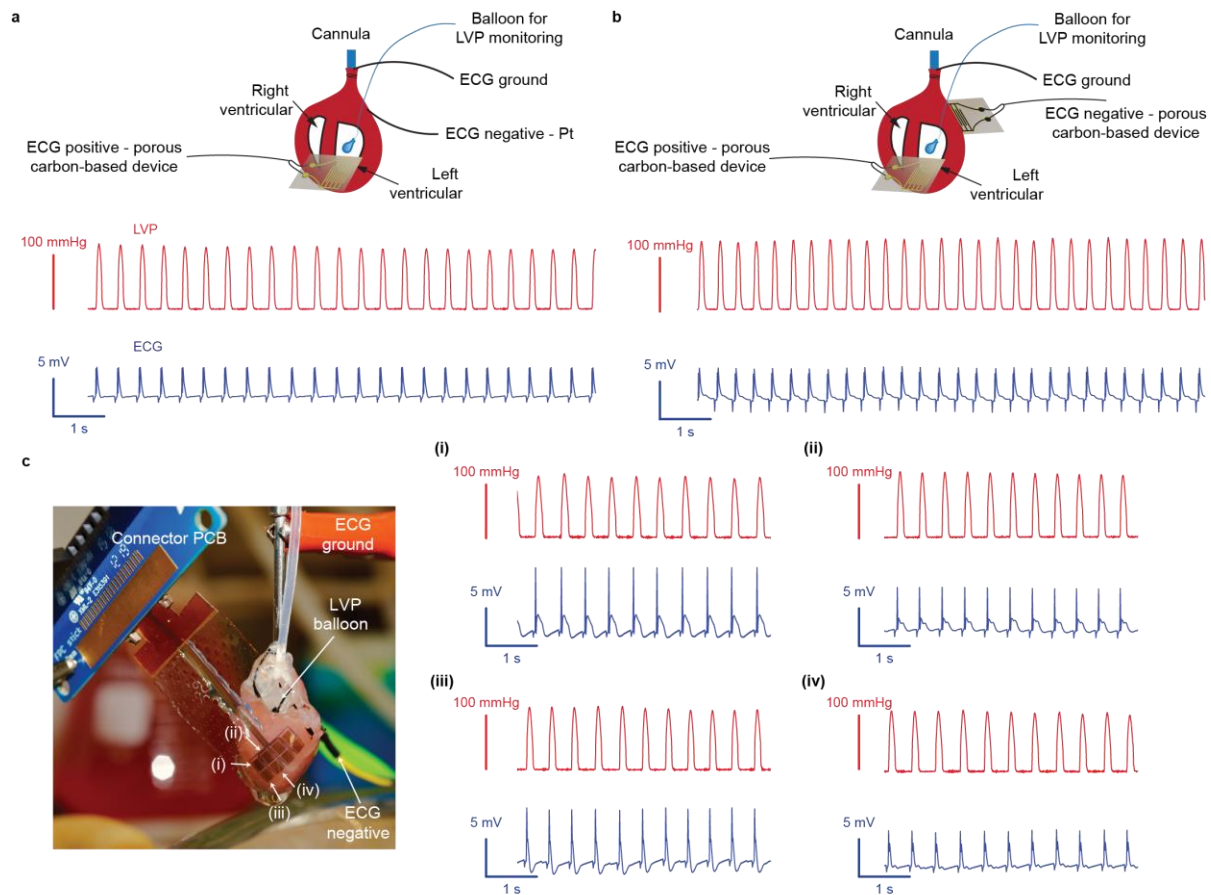 a
Balloon for
LVP monitoring
Cannula
ECG ground
Right
ventricular
ECG negative - Pt
ECG positive - porous
carbon-based device
Left
ventricular
100 mmHg
LVP
5 mV
ECG
1 s
b
Balloon for
LVP monitoring
Cannula
ECG ground
Right
ventricular
ECG negative - porous
carbon-based device
ECG positive - porous
carbon-based device
Left
ventricular
100 mmHg
5 mV
1 s
c
Connector PCB
ECG
ground
LVP
balloon
FPC stick
(ii)
(i)
(iv)
(iii)
ECG
negative
(i)
100 mmHg
5 mV
1 s
(ii)
100 mmHg
5 mV
1 s
(iii)
100 mmHg
5 mV
1 s
(iv)
100 mmHg
5 mV
1 s